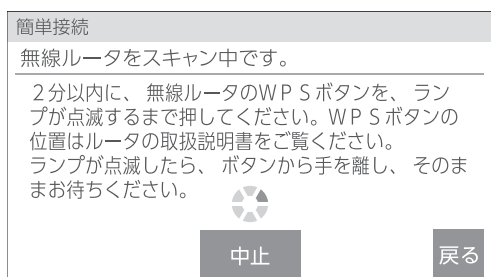 簡単接続
無線ルータをスキャン中です。
２分以内に、無線ルータのＷＰＳボタンを、ラン
プが点滅するまで押してください。ＷＰＳボタンの
位置はルータの取扱説明書をご覧ください。
ランプが点滅したら、ボタンから手を離し、そのま
まお待ちください。
中止
戻る